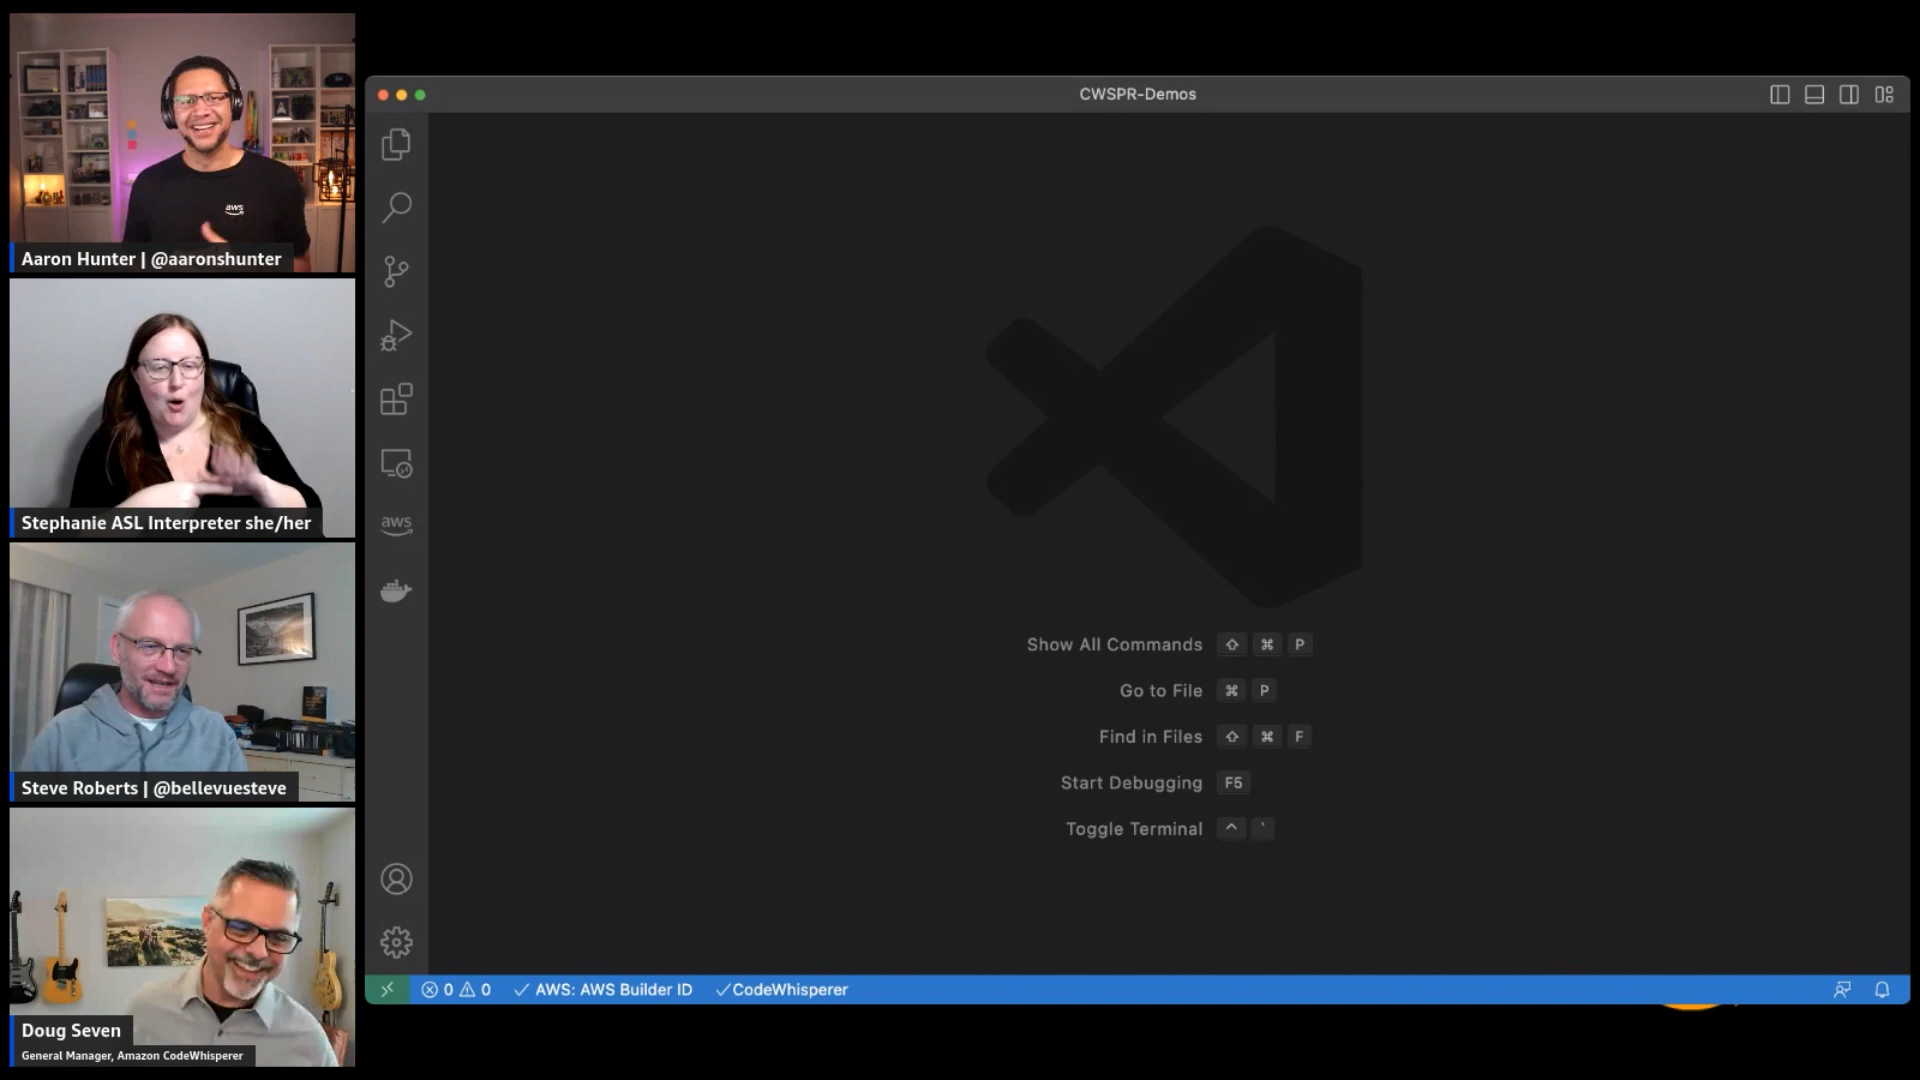 aws
Aaron Hunter | @aaronshunter
Stephanie ASL Interpreter she/her
Steve Roberts | @bellevuesteve
Doug Seven
General Manager, Amazon CodeWhisperer
CWSPR-Demos
aws
Show All Commands ⇧ ⌘ P
Go to File ⌘ P
Find in Files ⇧ ⌘ F
Start Debugging F5
Toggle Terminal ^ `
0 0 AWS: AWS Builder ID CodeWhisperer